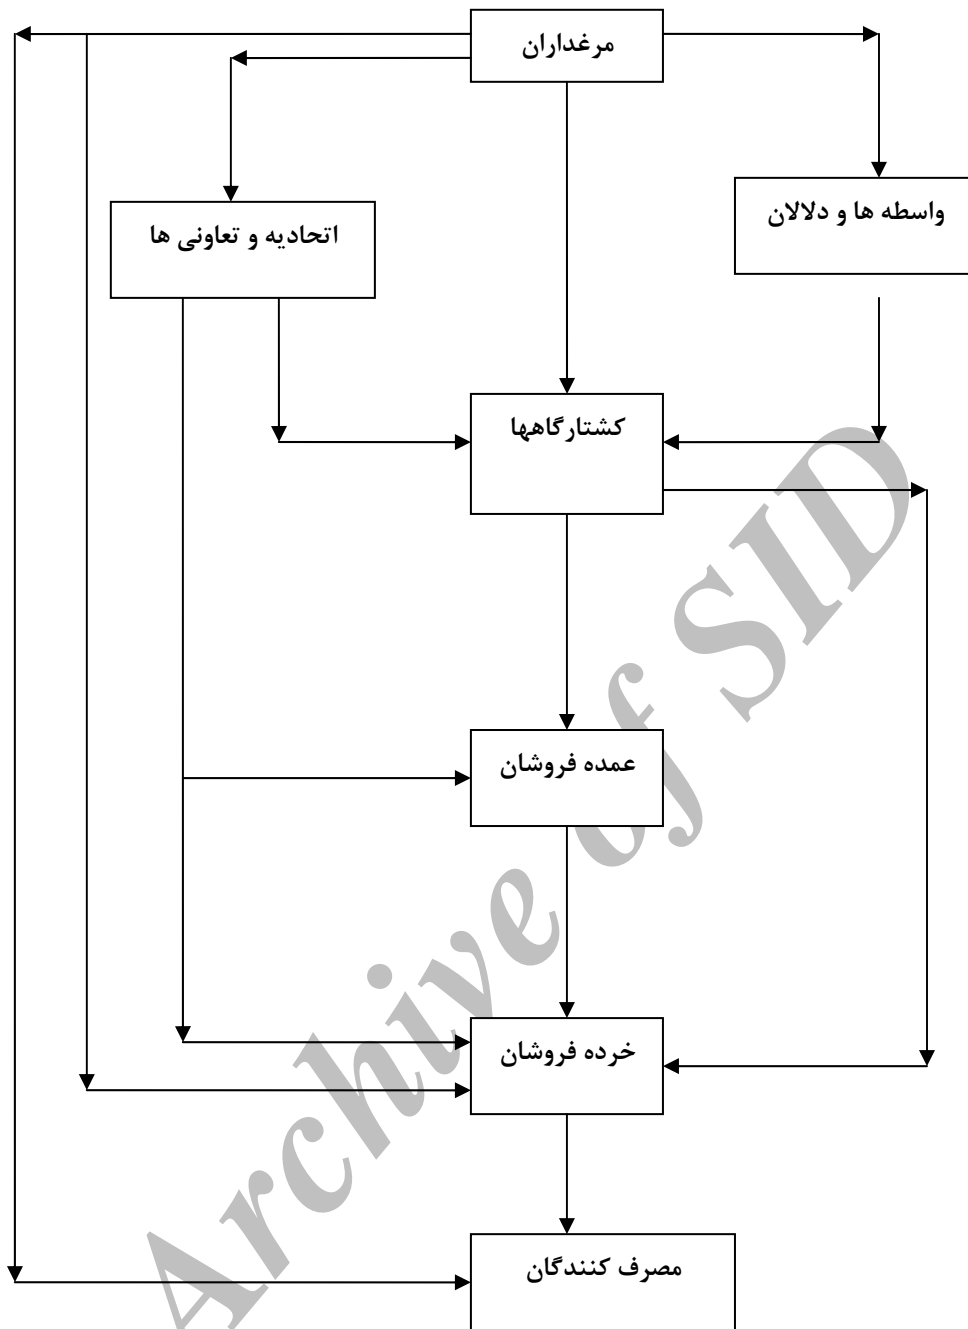 مرغداران
واسطه ها و دلالان
اتحادیه و تعاونی ها
کشتارگاهها
عمده فروشان
خرده فروشان
مصرف کنندگان
Archive of SID